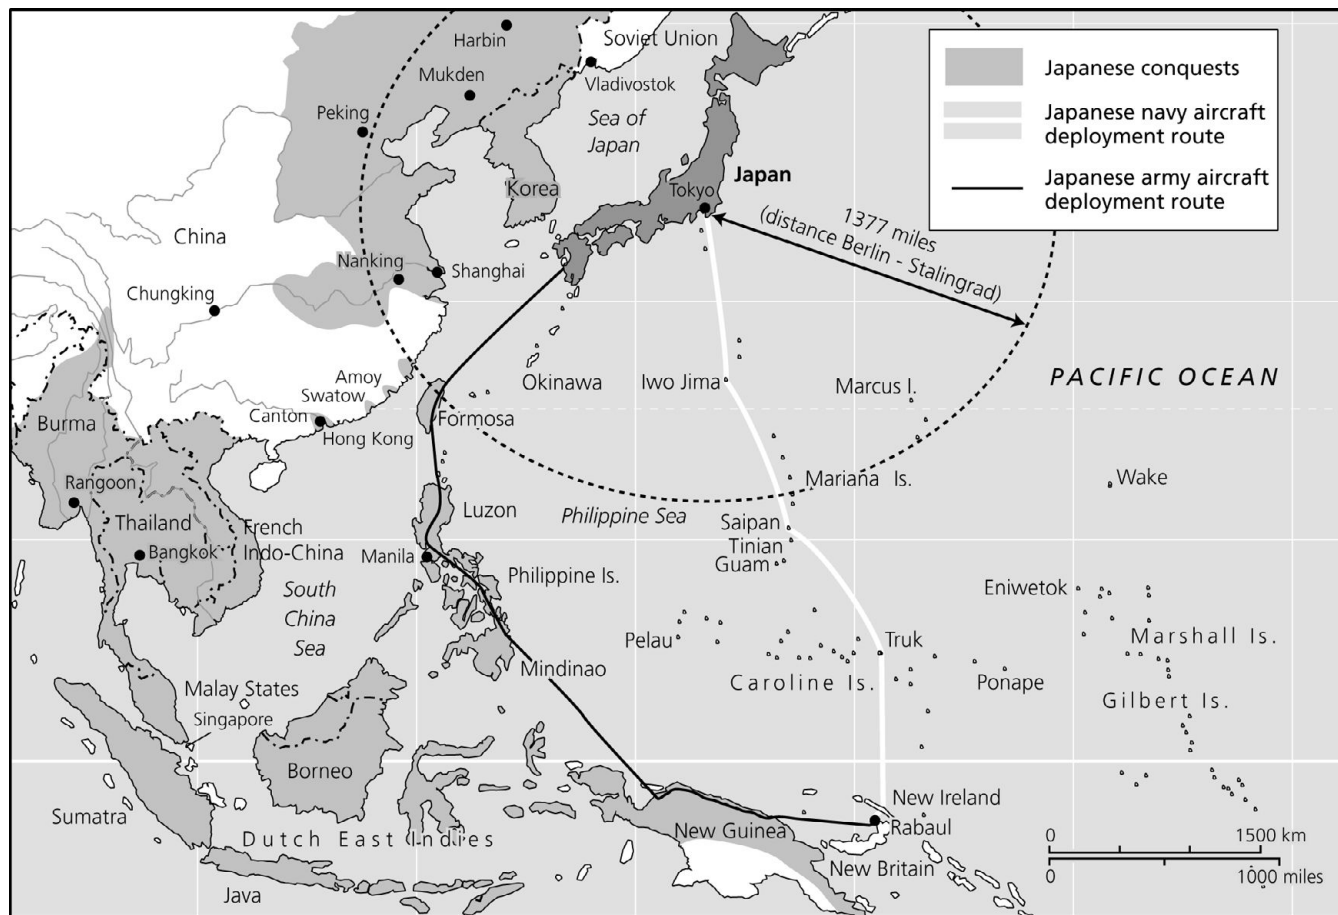 Harbin
Soviet Union
Mukden
Vladivostok
Peking
Sea of
Japan
Korea
Tokyo
Japan
Japanese conquests
Japanese navy aircraft
deployment route
Japanese army aircraft
deployment route
1377 miles
(distance Berlin - Stalingrad)
China
Nanking
Shanghai
Chungking
Okinawa
Iwo Jima
Marcus I.
PACIFIC OCEAN
Amoy
Swatow
Canton
Hong Kong
Formosa
Burma
Rangoon
Thailand
Bangkok
French
Indo-China
Luzon
Philippine Sea
Mariana Is.
Wake
Saipan
Tinian
Guam
Manila
Philippine Is.
South
China
Sea
Eniwetok
Marshall Is.
Pelau
Truk
Mindinao
Caroline Is.
Ponape
Gilbert Is.
Malay States
Singapore
Borneo
Sumatra
Dutch East Indies
Java
New Guinea
New Ireland
Rabaul
New Britain
0 1500 km
0 1000 miles